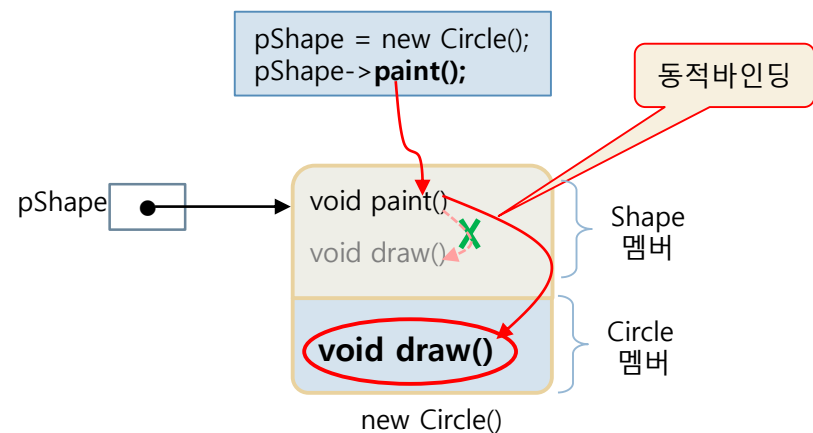 pShape = new Circle();
pShape->paint();
동적바인딩
pShape
void paint()
void draw()
X
Shape
멤버
void draw()
Circle
멤버
new Circle()